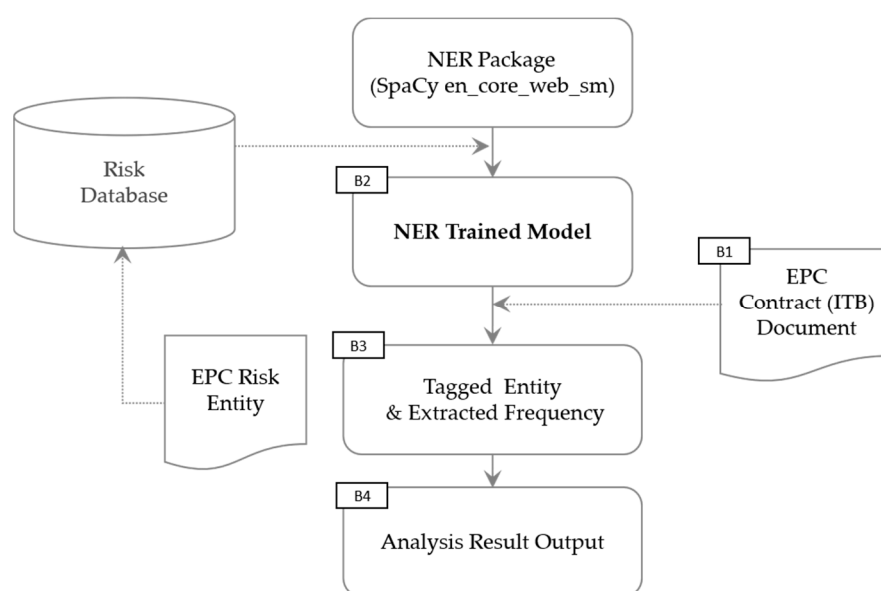 NER Package
(SpaCy en_core_web_sm)
Risk
Database
B2
NER Trained Model
B1
EPC
Contract (ITB)
Document
EPC Risk
Entity
B3
Tagged Entity
& Extracted Frequency
B4
Analysis Result Output